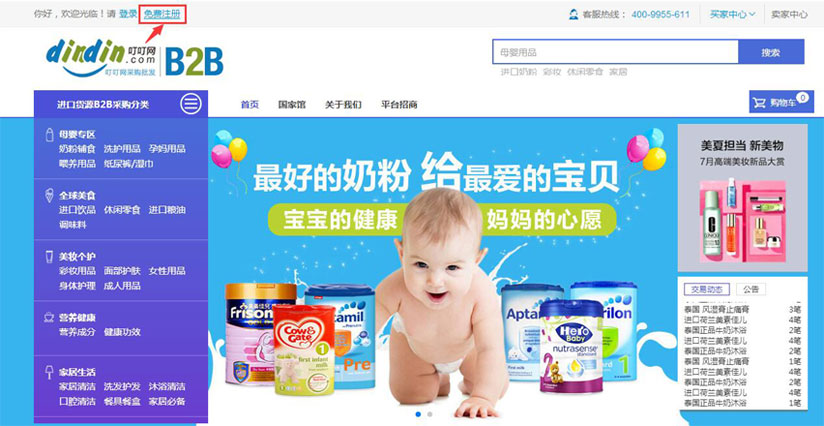 你好，欢迎光临！请 登录 免费注册
客服热线： 400-9955-611 买家中心 卖家中心
dindin 叮叮网
.com
叮叮网采购批发
B2B
母婴用品 搜索
进口奶粉 彩妆 休闲零食 家居
进口货源B2B采购分类
首页 国家馆 关于我们 平台招商
购物车 0
母婴专区
奶粉辅食 洗护用品 孕妈用品
喂养用品 纸尿裤/湿巾
全球美食
进口饮品 休闲零食 进口粮油
调味料
美妆个护
彩妆用品 面部护肤 女性用品
身体护理 成人用品
营养健康
营养成分 健康功效
家居生活
家居清洁 洗发护发 沐浴清洁
口腔清洁 餐具餐盒 家居必备
最好的奶粉 给 最爱的宝贝
宝宝的健康 妈妈的心愿
Friso
COW&
GATE
1
first infant
milk
amil
Pre
Apta
Hero
Baby
nutrasense
standaard
2
rilon
1
美夏担当 新美物
7月高端美妆新品大赏
CLINIQUE
交易动态 公告
泰国 风湿膏止痛膏 3笔
进口荷兰美素佳儿 4笔
泰国正品牛奶沐浴 4笔
进口荷兰美素佳儿 4笔
泰国正品牛奶沐浴 2笔
泰国 风湿膏止痛膏 1笔
进口荷兰美素佳儿 4笔
泰国正品牛奶沐浴 2笔
进口荷兰美素佳儿 4笔
泰国正品牛奶沐浴 1笔